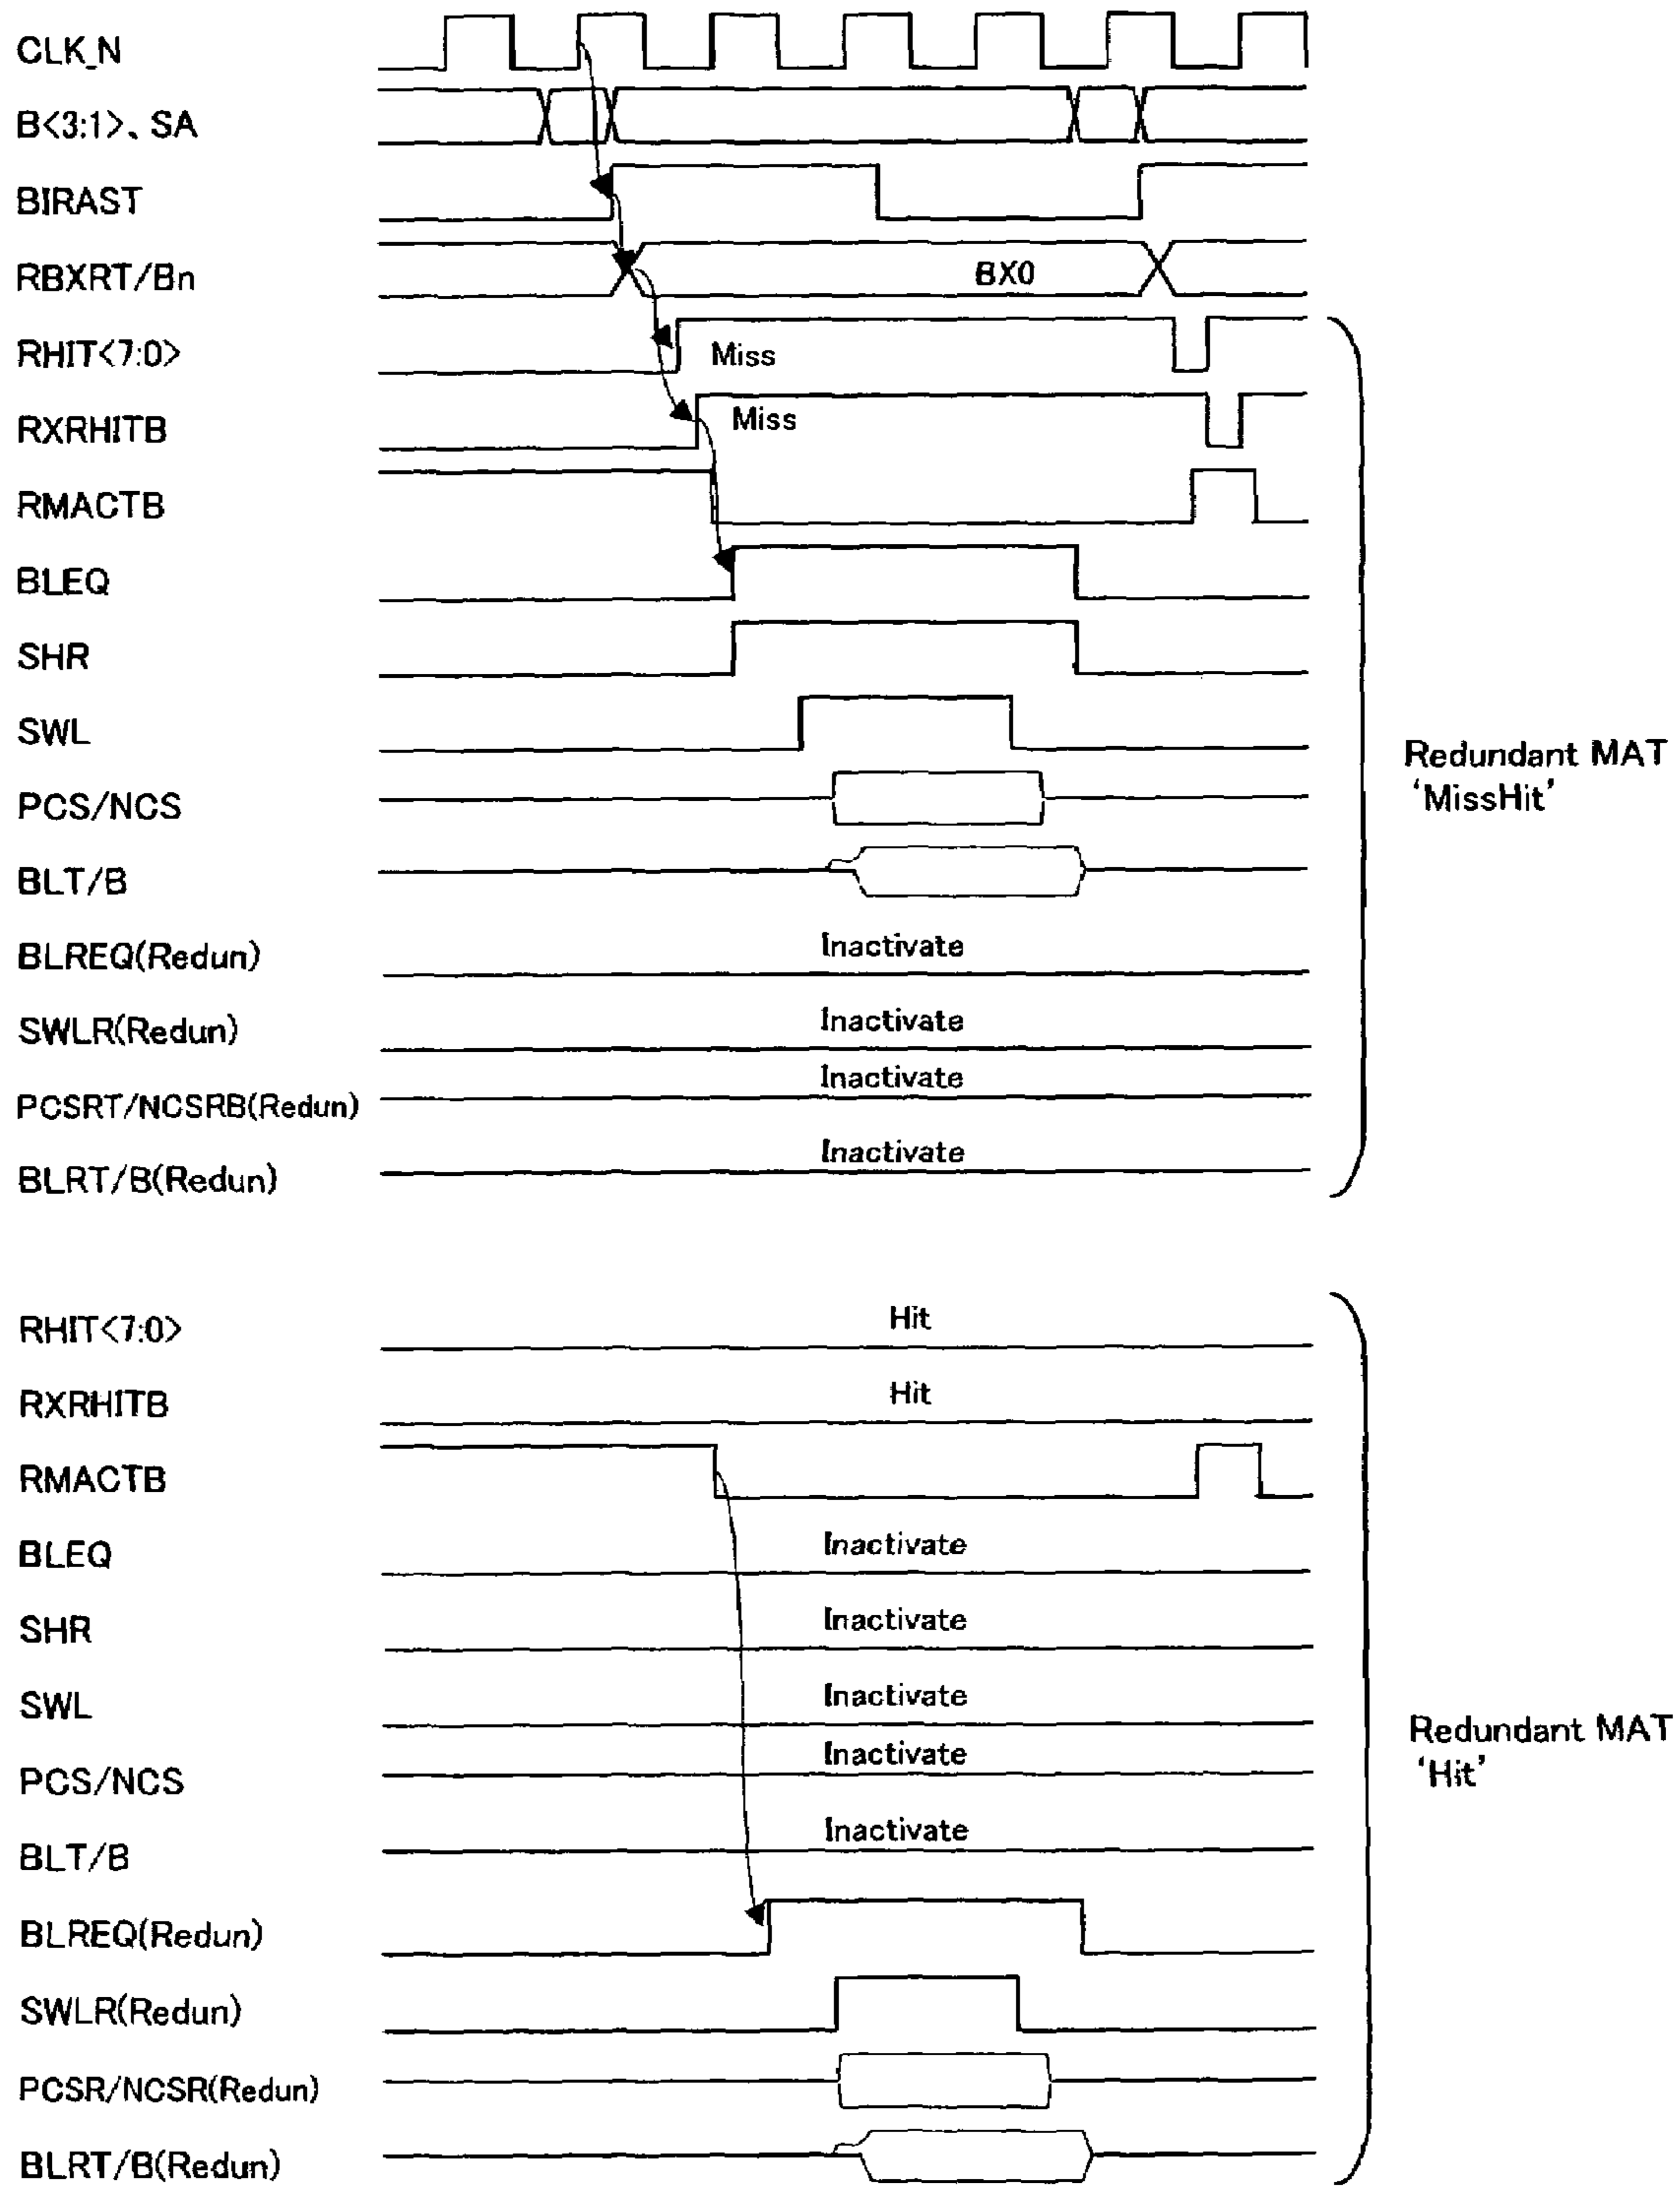 CLK_N
B<3:1>、SA
BIRAST
RBXRT/Bn
BX0
RHIT<7:0>
Miss
RXRHITB
Miss
RMACTB
BLEQ
SHR
SWL
PCS/NCS
BLT/B
BLREQ(Redun)
Inactivate
SWLR(Redun)
Inactivate
PCSRT/NCSRB(Redun)
Inactivate
BLRT/B(Redun)
Inactivate
Redundant MAT
‘MissHit’
RHIT<7:0>
Hit
RXRHITB
Hit
RMACTB
BLEQ
Inactivate
SHR
Inactivate
SWL
Inactivate
PCS/NCS
Inactivate
BLT/B
Inactivate
BLREQ(Redun)
SWLR(Redun)
PCSR/NCSR(Redun)
BLRT/B(Redun)
Redundant MAT
‘Hit’